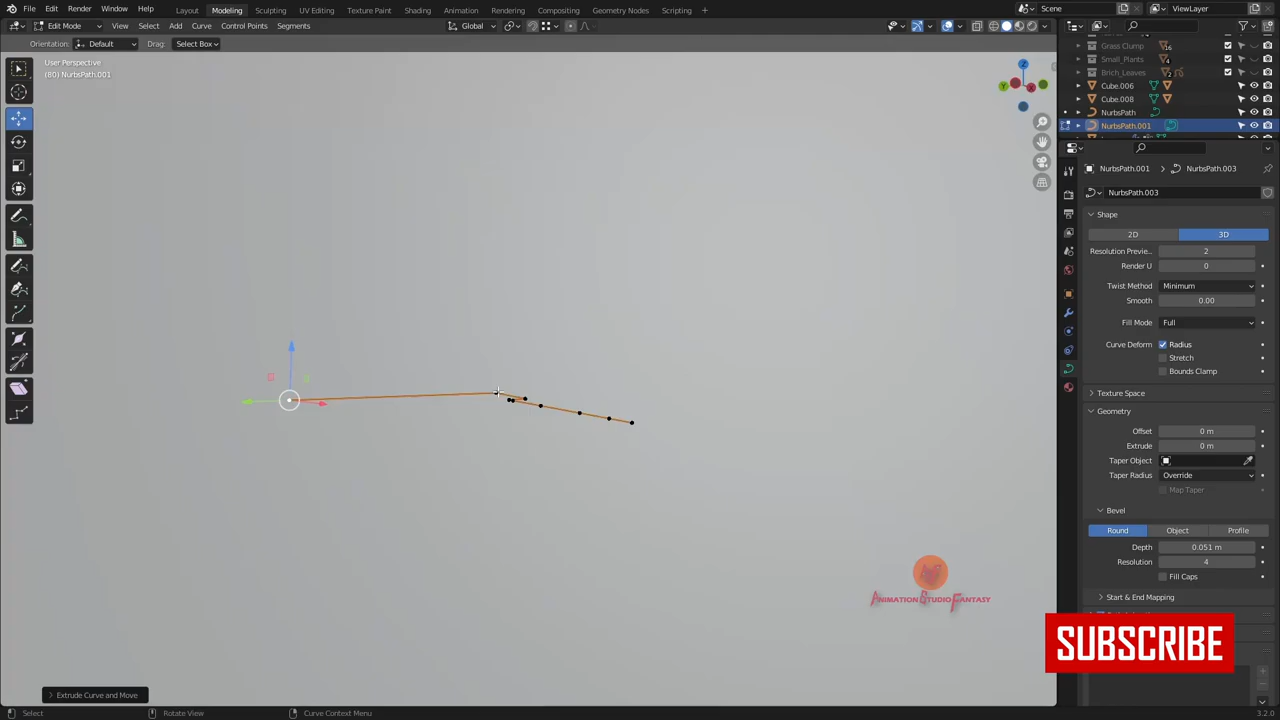 File Edit Render Window Help Layout Modeling Sculpting UV Editing Texture Paint Shading Animation Rendering Compositing Geometry Nodes Scripting Scene ViewLayer
Edit Mode View Select Add Curve Control Points Segments Global
Orientation: Default Drag: Select Box
User Perspective
(80) NurbsPath.001
Z
Y
X
Grass Clump 16
Small_Plants 4
Brich_Leaves 2
Cube.006
Cube.008
NurbsPath
NurbsPath.001
NurbsPath.001 NurbsPath.003
NurbsPath.003
Shape
2D 3D
Resolution Previe... 2
Render U 0
Twist Method Minimum
Smooth 0.00
Fill Mode Full
Curve Deform Radius
Stretch
Bounds Clamp
Texture Space
Geometry
Offset 0 m
Extrude 0 m
Taper Object
Taper Radius Override
Map Taper
Bevel
Round Object Profile
Depth 0.051 m
Resolution 4
Fill Caps
Start & End Mapping
ANIMATION STUDIO FANTASY
SUBSCRIBE
Extrude Curve and Move
Select Rotate View Curve Context Menu 3.2.0